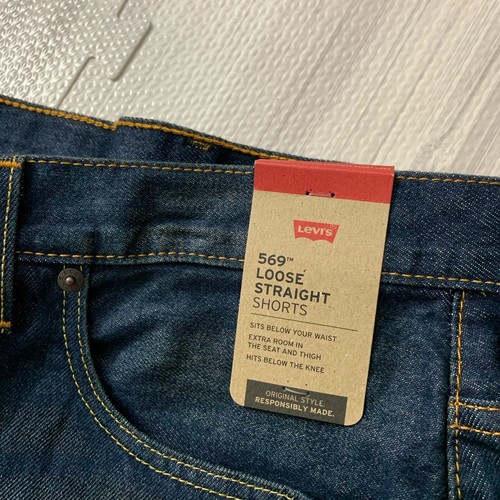 Levi's
569™
LOOSE
STRAIGHT
SHORTS
SITS BELOW YOUR WAIST
EXTRA ROOM IN
THE SEAT AND THIGH
HITS BELOW THE KNEE
ORIGINAL STYLE.
RESPONSIBLY MADE.